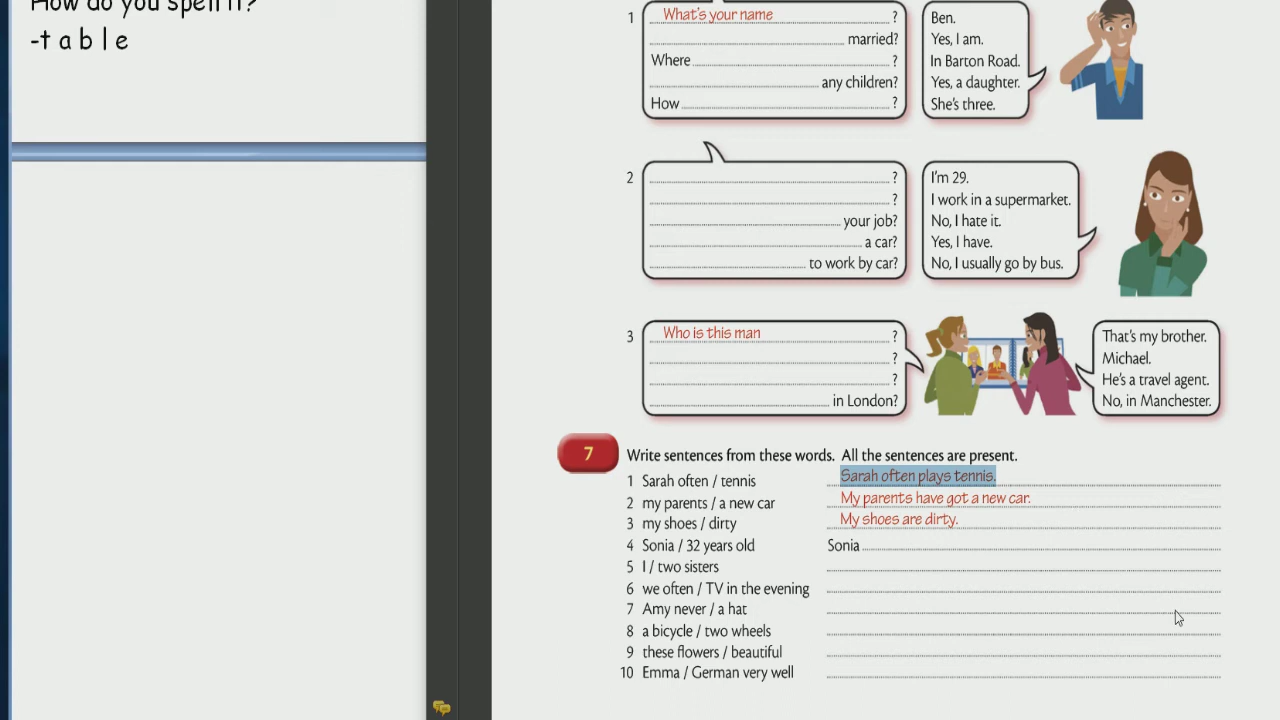 How do you spell it?
-t a b l e
1 What's your name ?
married?
Where ?
any children?
How ?
Ben.
Yes, I am.
In Barton Road.
Yes, a daughter.
She's three.
2 ?
?
your job?
a car?
to work by car?
I'm 29.
I work in a supermarket.
No, I hate it.
Yes, I have.
No, I usually go by bus.
3 Who is this man ?
?
?
in London?
That's my brother.
Michael.
He's a travel agent.
No, in Manchester.
7 Write sentences from these words. All the sentences are present.
1 Sarah often / tennis Sarah often plays tennis.
2 my parents / a new car My parents have got a new car.
3 my shoes / dirty My shoes are dirty.
4 Sonia / 32 years old Sonia
5 I / two sisters
6 we often / TV in the evening
7 Amy never / a hat
8 a bicycle / two wheels
9 these flowers / beautiful
10 Emma / German very well